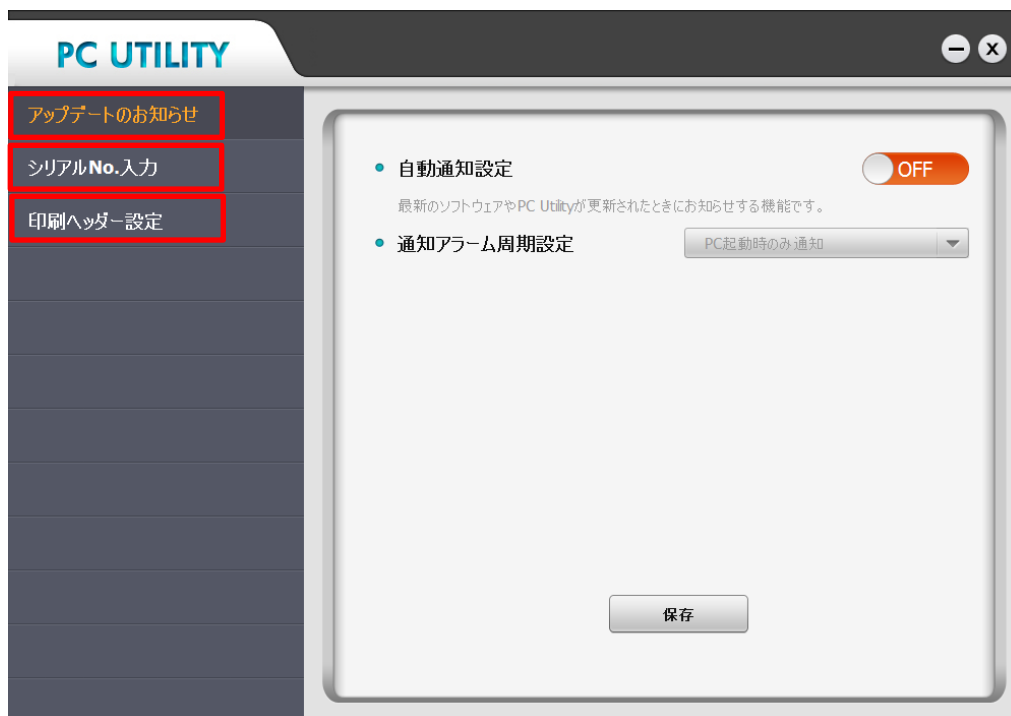 PC UTILITY
アップデートのお知らせ
シリアルNo.入力
印刷ヘッダー設定
自動通知設定
OFF
最新のソフトウェアやPC Utilityが更新されたときにお知らせする機能です。
通知アラーム周期設定
PC起動時のみ通知
保存